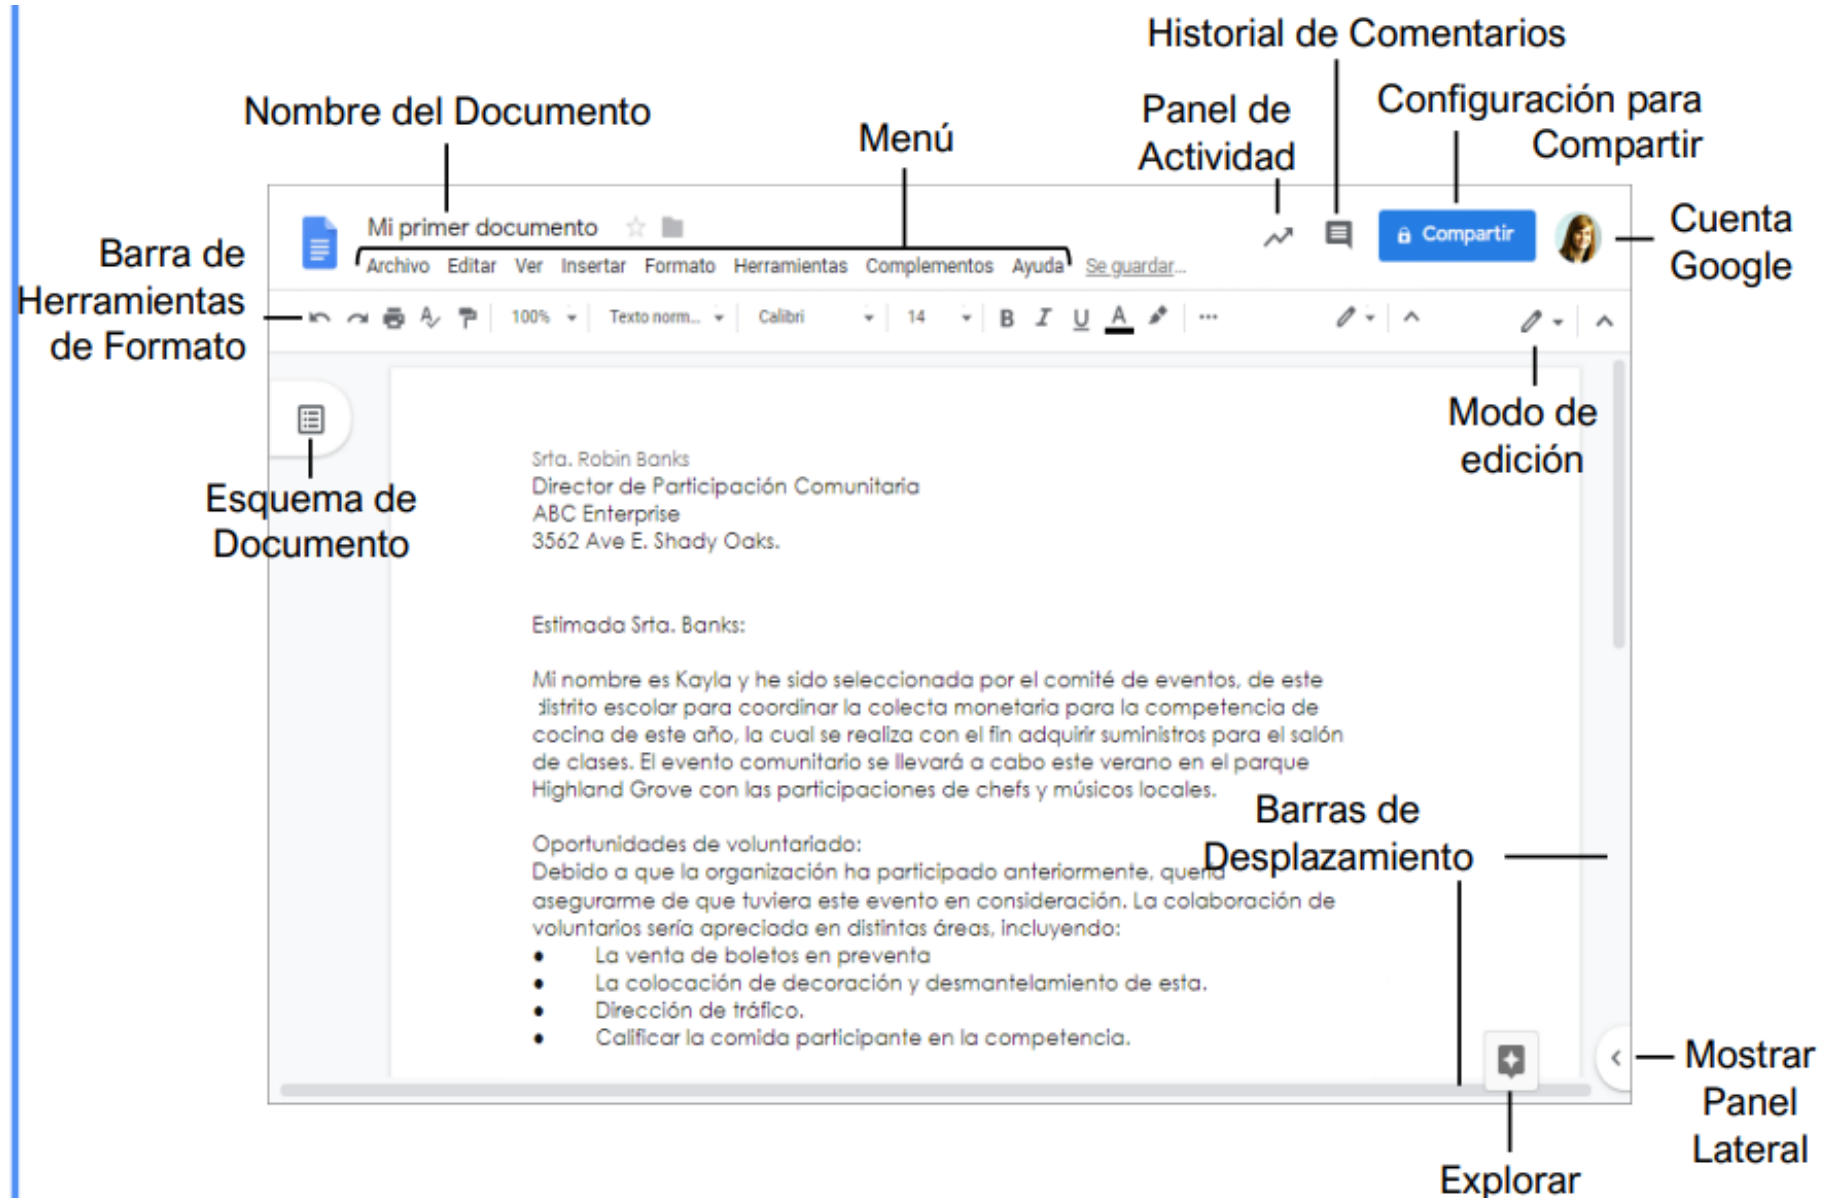 Historial de Comentarios
Nombre del Documento
Menú
Panel de
Actividad
Configuración para
Compartir
Mi primer documento
Compartir
Cuenta
Google
Archivo Editar Ver Insertar Formato Herramientas Complementos Ayuda Se guardar...
Barra de
Herramientas
de Formato
100% Texto norm... Calibri 14 B I U A ...
Modo de
edición
Esquema de
Documento
Srta. Robin Banks
Director de Participación Comunitaria
ABC Enterprise
3562 Ave E. Shady Oaks.
Estimada Srta. Banks:
Mi nombre es Kayla y he sido seleccionada por el comité de eventos, de este
distrito escolar para coordinar la colecta monetaria para la competencia de
cocina de este año, la cual se realiza con el fin adquirir suministros para el salón
de clases. El evento comunitario se llevará a cabo este verano en el parque
Highland Grove con las participaciones de chefs y músicos locales.
Barras de
Desplazamiento
Oportunidades de voluntariado:
Debido a que la organización ha participado anteriormente, quería
asegurarme de que tuviera este evento en consideración. La colaboración de
voluntarios sería apreciada en distintas áreas, incluyendo:
● La venta de boletos en preventa
● La colocación de decoración y desmantelamiento de esta.
● Dirección de tráfico.
● Calificar la comida participante en la competencia.
Mostrar
Panel
Lateral
Explorar